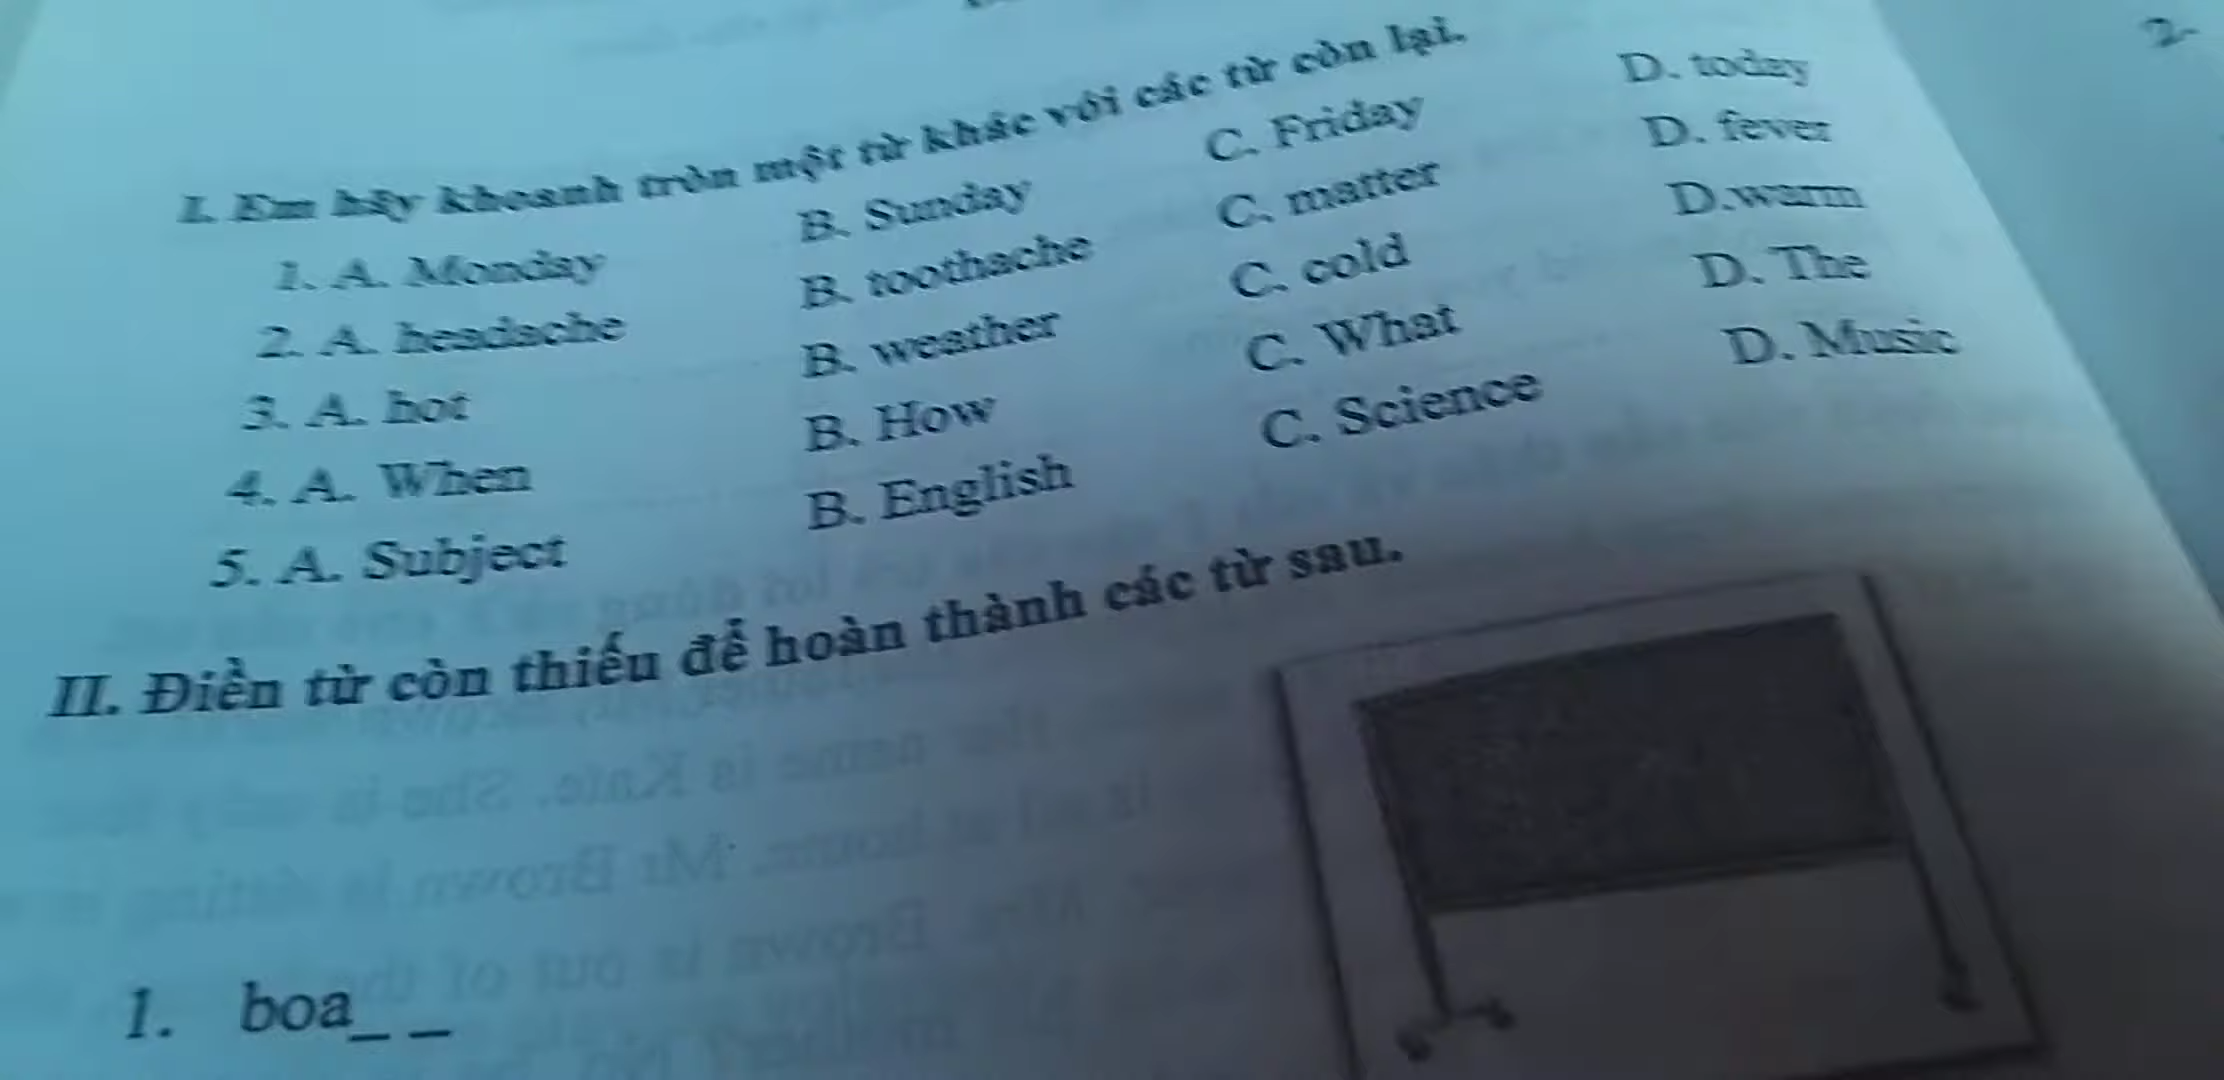 I. Em hãy khoanh tròn một từ khác với các từ còn lại.
1. A. Monday B. Sunday C. Friday D. today
2. A. headache B. toothache C. matter D. fever
3. A. hot B. weather C. cold D.warm
4. A. When B. How C. What D. The
5. A. Subject B. English C. Science D. Music
II. Điền từ còn thiếu để hoàn thành các từ sau.
1. boa_ _
2.